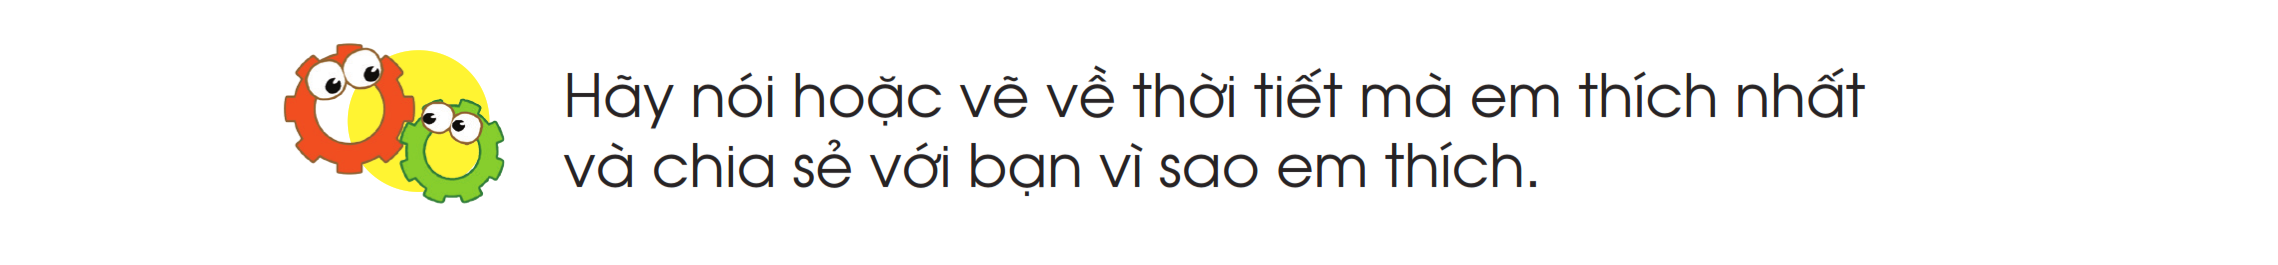 Hãy nói hoặc vẽ về thời tiết mà em thích nhất
và chia sẻ với bạn vì sao em thích.